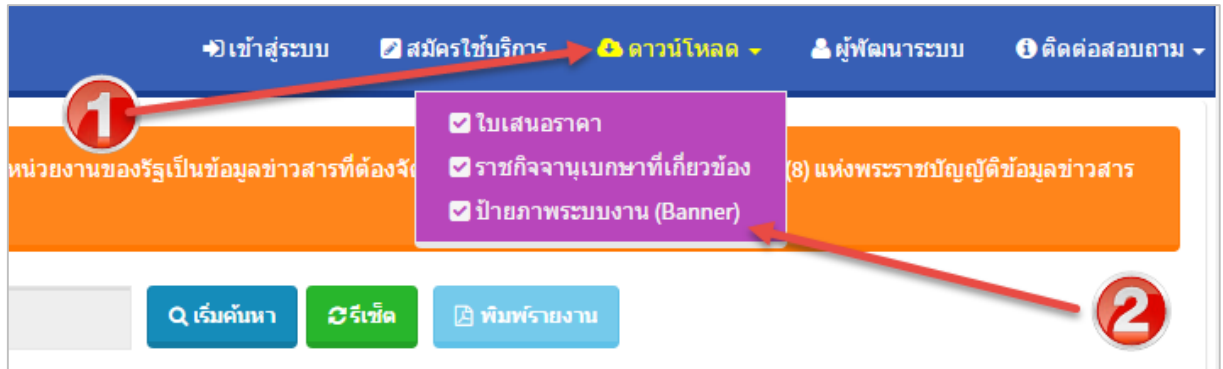 เข้าสู่ระบบ สมัครใช้บริการ ดาวน์โหลด ผู้พัฒนาระบบ ติดต่อสอบถาม
1
ใบเสนอราคา
ราชกิจจานุเบกษาที่เกี่ยวข้อง
ป้ายภาพระบบงาน (Banner)
หน่วยงานของรัฐเป็นข้อมูลข่าวสารที่ต้องจัด (8) แห่งพระราชบัญญัติข้อมูลข่าวสาร
เริ่มค้นหา รีเซ็ต พิมพ์รายงาน
2